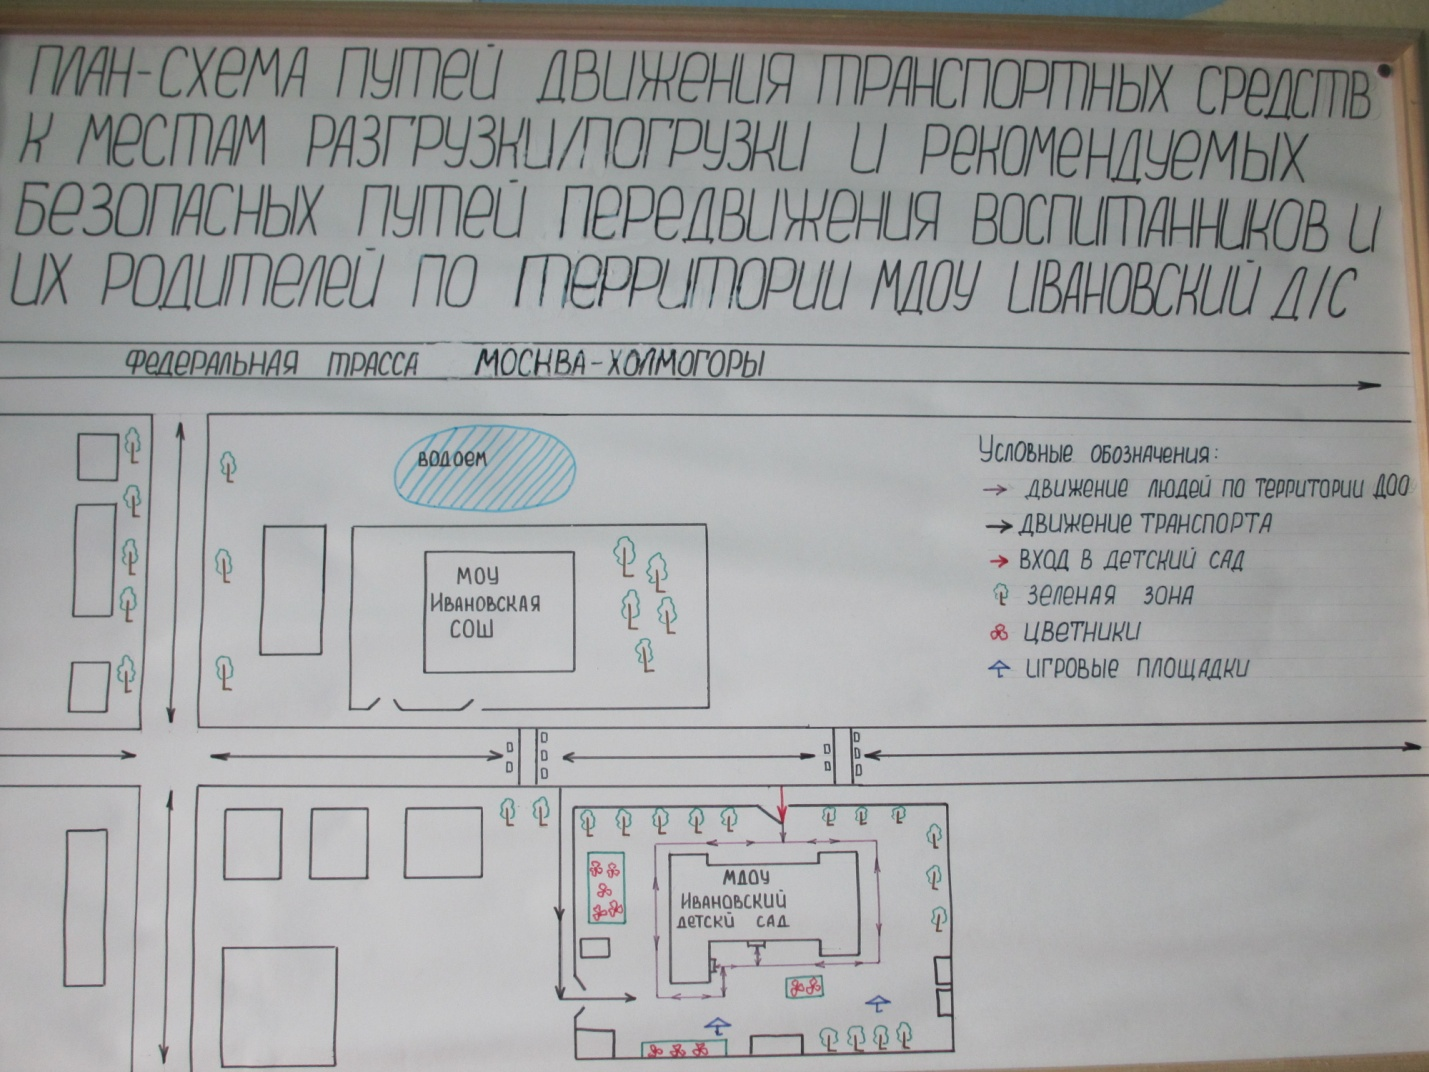 ПЛАН-СХЕМА ПУТЕЙ ДВИЖЕНИЯ ТРАНСПОРТНЫХ СРЕДСТВ
К МЕСТАМ РАЗГРУЗКИ/ПОГРУЗКИ И РЕКОМЕНДУЕМЫХ
БЕЗОПАСНЫХ ПУТЕЙ ПЕРЕДВИЖЕНИЯ ВОСПИТАННИКОВ И
ИХ РОДИТЕЛЕЙ ПО ТЕРРИТОРИИ МДОУ ИВАНОВСКИЙ Д/С
ФЕДЕРАЛЬНАЯ ТРАССА МОСКВА-ХОЛМОГОРЫ
ВОДОЕМ
МОУ
ИВАНОВСКАЯ
СОШ
Условные обозначения:
ДВИЖЕНИЕ ЛЮДЕЙ ПО ТЕРРИТОРИИ ДОО
ДВИЖЕНИЕ ТРАНСПОРТА
ВХОД В ДЕТСКИЙ САД
ЗЕЛЕНАЯ ЗОНА
ЦВЕТНИКИ
ИГРОВЫЕ ПЛОЩАДКИ
МДОУ
ИВАНОВСКИЙ
ДЕТСКЙ САД